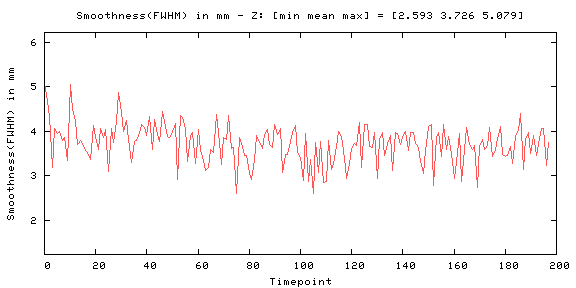 Smoothness(FWHM) in mm - Z: [min mean max] = [2.593 3.726 5.079]
6
5
4
3
2
Smoothness(FWHM) in mm
0 20 40 60 80 100 120 140 160 180 200
Timepoint